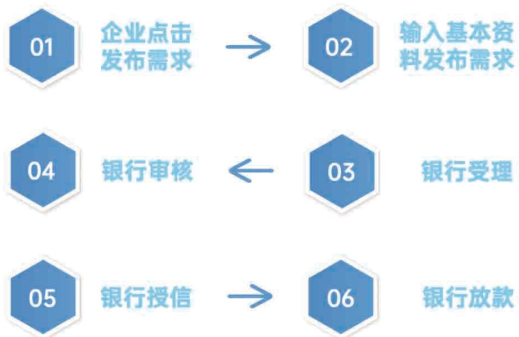 01
企业点击
发布需求
02
输入基本资
料发布需求
03
银行受理
04
银行审核
05
银行授信
06
银行放款